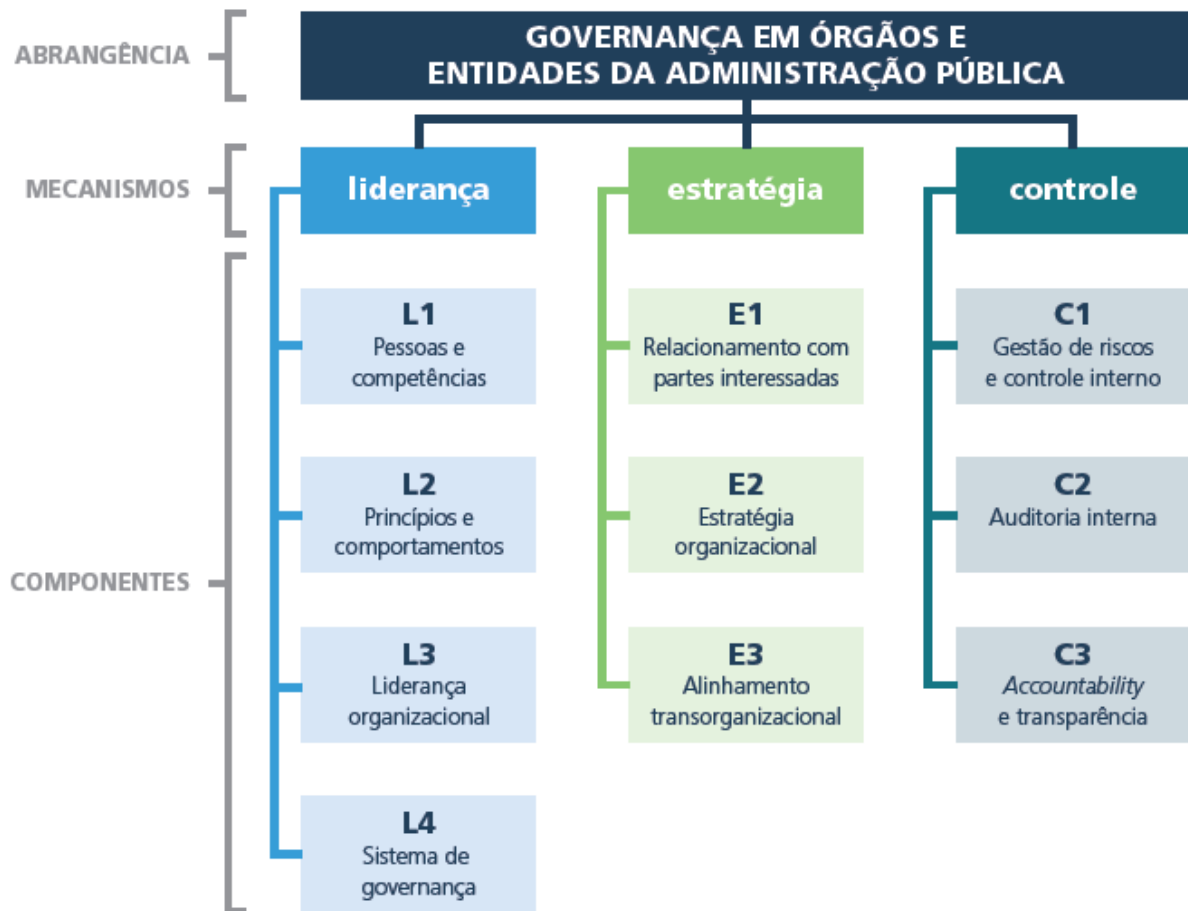 ABRANGÊNCIA
GOVERNANÇA EM ÓRGÃOS E
ENTIDADES DA ADMINISTRAÇÃO PÚBLICA
MECANISMOS
liderança
estratégia
controle
COMPONENTES
L1
Pessoas e
competências
L2
Princípios e
comportamentos
L3
Liderança
organizacional
L4
Sistema de
governança
E1
Relacionamento com
partes interessadas
E2
Estratégia
organizacional
E3
Alinhamento
transorganizacional
C1
Gestão de riscos
e controle interno
C2
Auditoria interna
C3
Accountability
e transparência